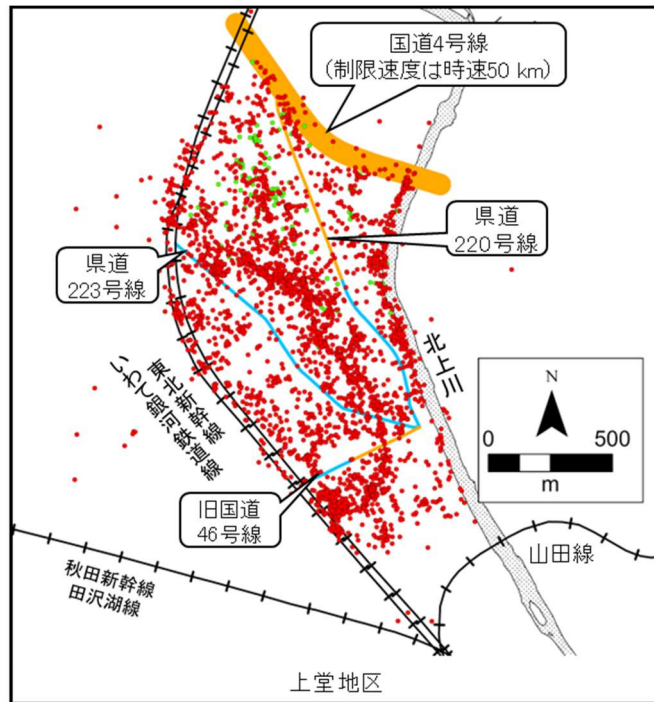 国道4号線
(制限速度は時速50 km)
県道
220号線
県道
223号線
東北新幹線
いわて銀河鉄道線
北上川
N
0 500
m
旧国道
46号線
山田線
秋田新幹線
田沢湖線
上堂地区